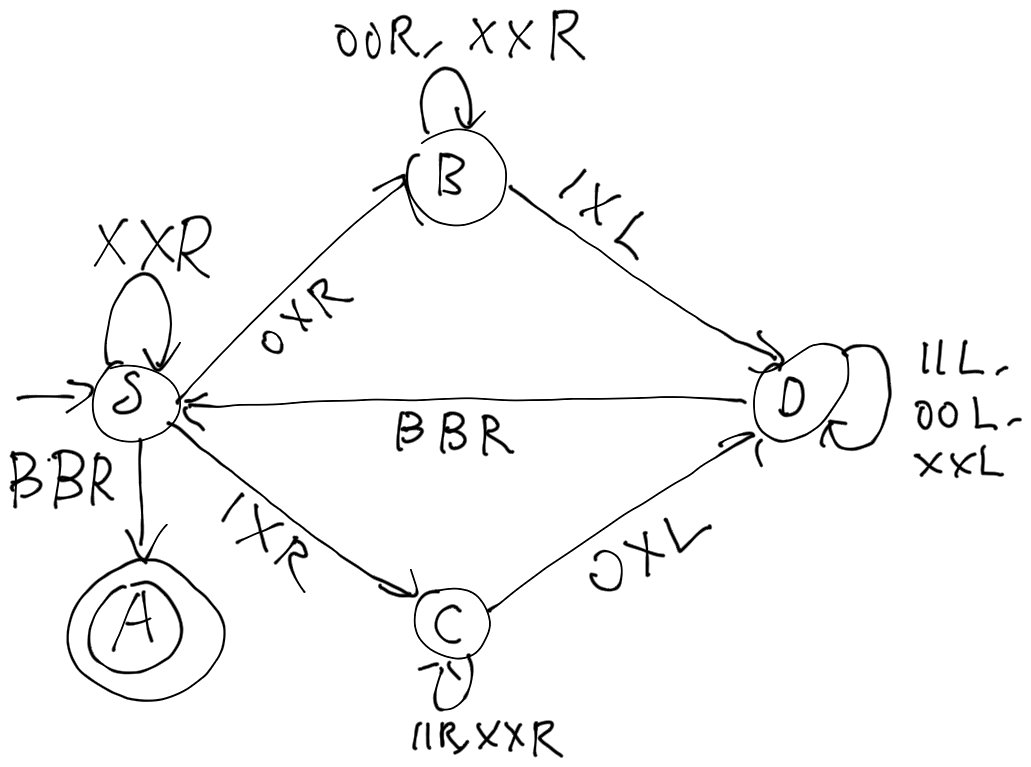 00R, XXR
B
1XL
XXR
0XR
S
D
11L,
00L,
XXL
BBR
BBR
1XR
0XL
A
C
11R,XXR